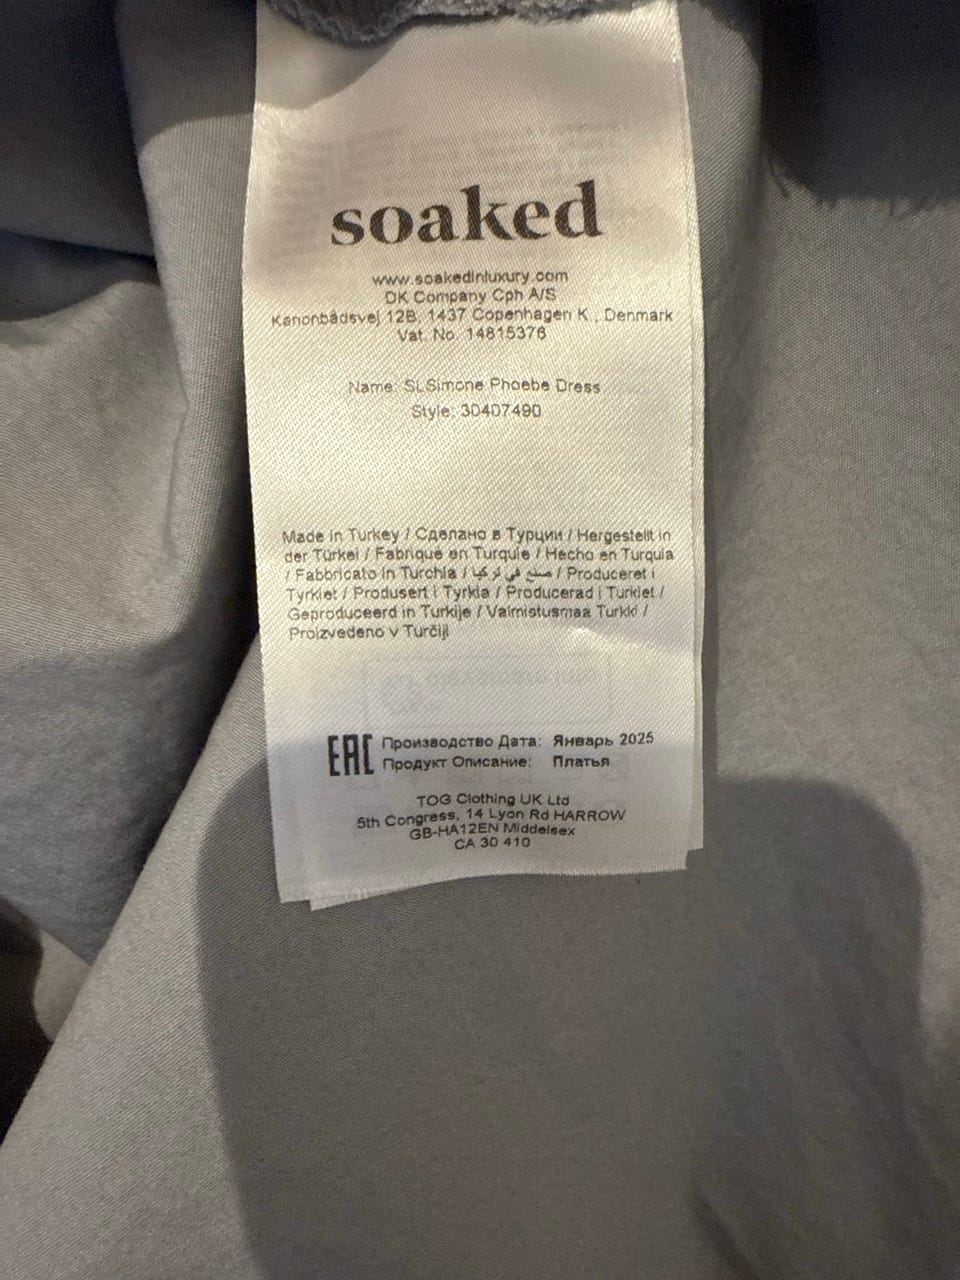 soaked
www.soakedinluxury.com
DK Company Cph A/S
Kanonbådsvej 12B, 1437 Copenhagen K , Denmark
Vat. No. 14815376
Name: SLSimone Phoebe Dress
Style: 30407490
Made in Turkey / Сделано в Турции / Hergestellt in
der Türkei / Fabriqué en Turquie / Hecho en Turquía
/ Fabbricato in Turchia / صنع في تركيا / Produceret i
Tyrkiet / Produsert i Tyrkia / Producerad i Turkiet /
Geproduceerd in Turkije / Valmistusmaa Turkki /
Proizvedeno v Turčiji
EAC Производство Дата: Январь 2025
Продукт Описание: Платья
TOG Clothing UK Ltd
5th Congress, 14 Lyon Rd HARROW
GB-HA12EN Middelsex
CA 30 410